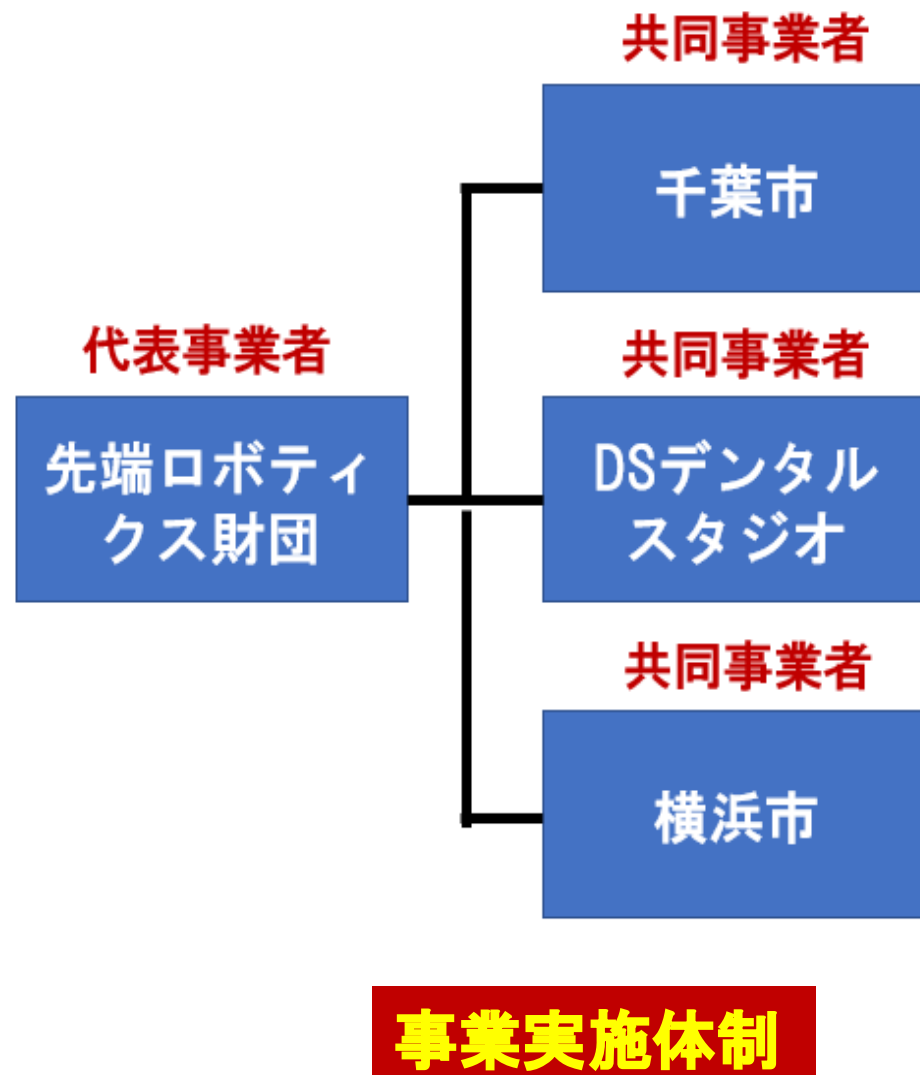 共同事業者
千葉市
代表事業者
先端ロボティ
クス財団
共同事業者
DSデンタル
スタジオ
共同事業者
横浜市
事業実施体制